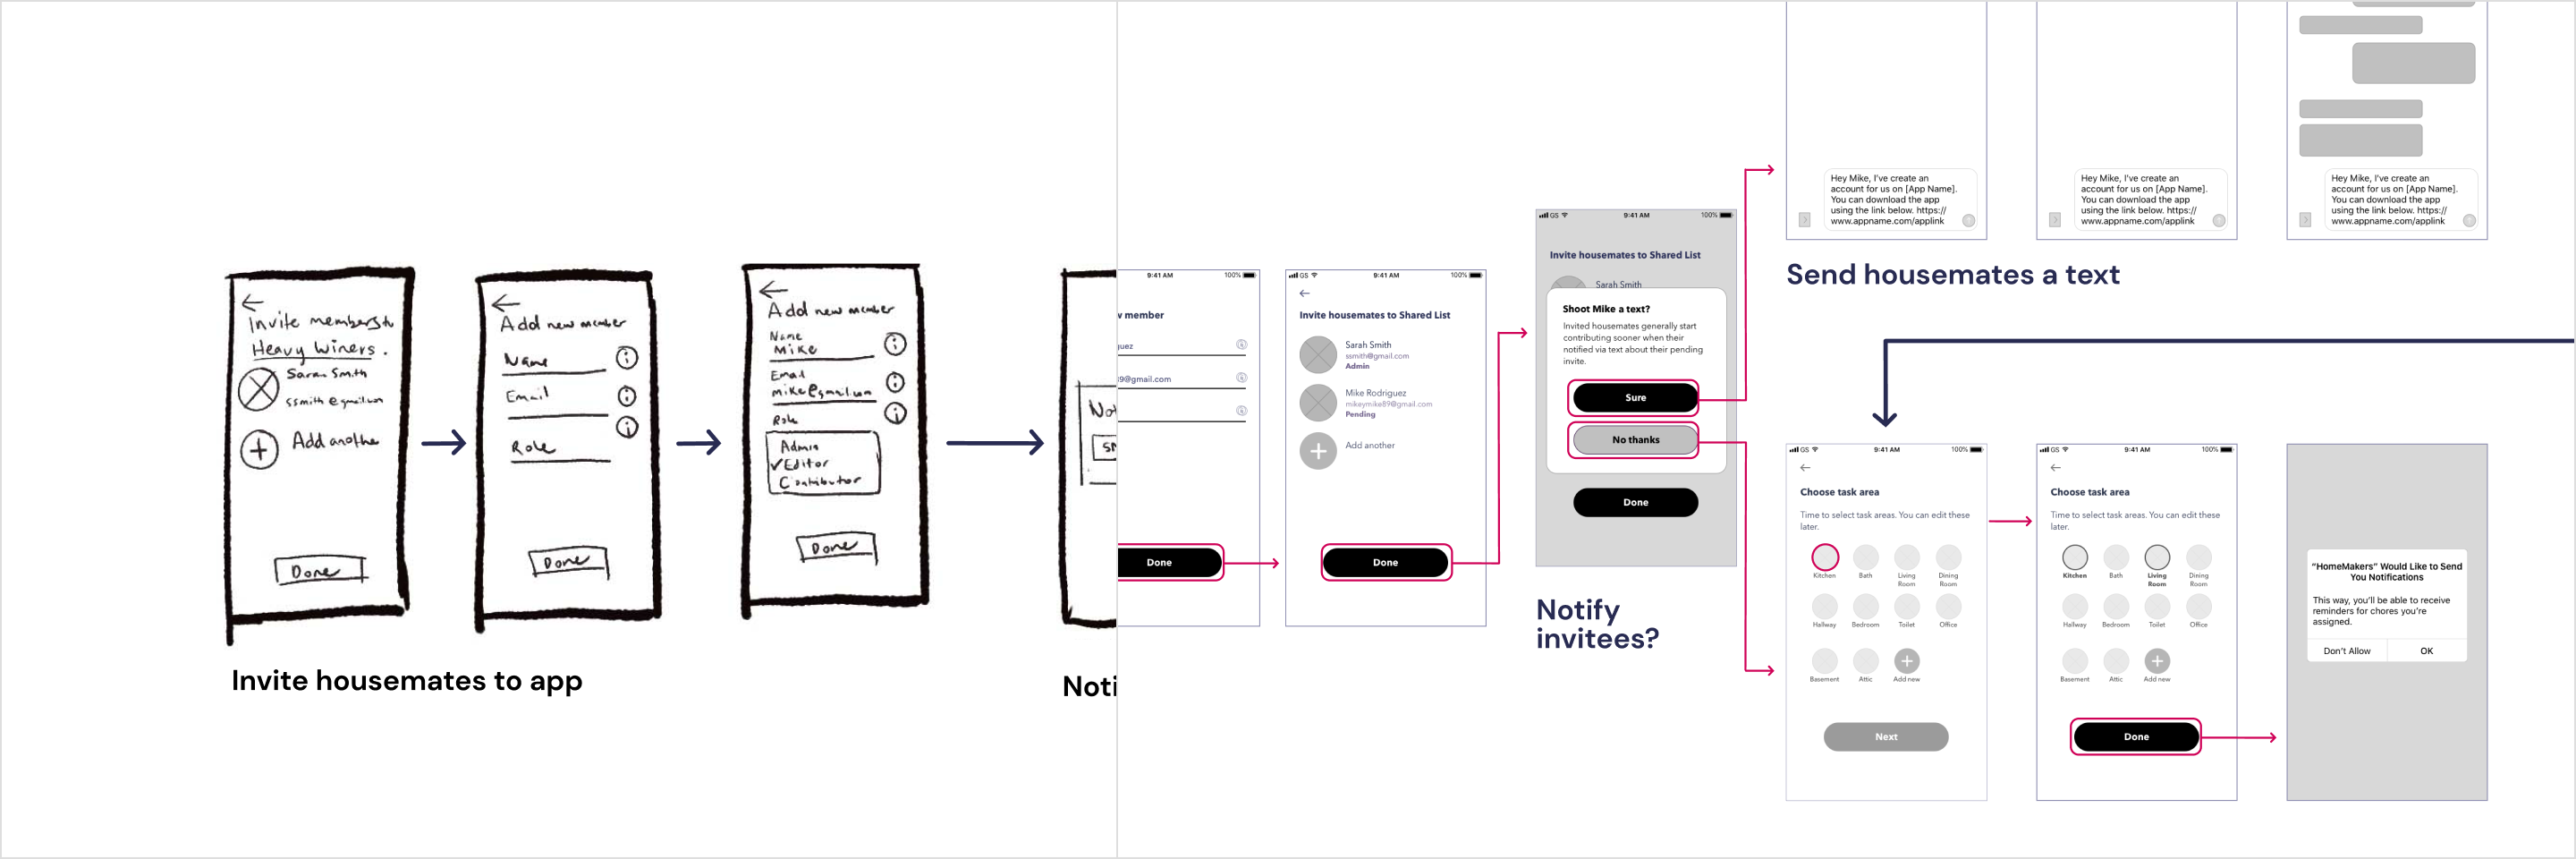 ←
Invite members to
Heavy Winers.
Sarah Smith
ssmith@gmail.com
+ Add another
Done
←
Add new member
Name
Email
Role
Done
←
Add new member
Name
Mike
Email
mike@gmail.com
Role
Admin
✓Editor
Contributor
Done
Invite housemates to app
Not
SM
Noti
9:41 AM 100%
w member
guez
39@gmail.com
Done
GS 9:41 AM 100%
←
Invite housemates to Shared List
Sarah Smith
ssmith@gmail.com
Admin
Mike Rodriguez
mikeymike89@gmail.com
Pending
+ Add another
Done
GS 9:41 AM 100%
Invite housemates to Shared List
Sarah Smith
Shoot Mike a text?
Invited housemates generally start
contributing sooner when their
notified via text about their pending
invite.
Sure
No thanks
Done
Notify
invitees?
Hey Mike, I've create an
account for us on [App Name].
You can download the app
using the link below. https://
www.appname.com/applink
Hey Mike, I've create an
account for us on [App Name].
You can download the app
using the link below. https://
www.appname.com/applink
Hey Mike, I've create an
account for us on [App Name].
You can download the app
using the link below. https://
www.appname.com/applink
Send housemates a text
GS 9:41 AM 100%
←
Choose task area
Time to select task areas. You can edit these
later.
Kitchen Bath Living Room Dining Room
Hallway Bedroom Toilet Office
Basement Attic Add new
Next
GS 9:41 AM 100%
←
Choose task area
Time to select task areas. You can edit these
later.
Kitchen Bath Living Room Dining Room
Hallway Bedroom Toilet Office
Basement Attic Add new
Done
“HomeMakers” Would Like to Send
You Notifications
This way, you'll be able to receive
reminders for chores you're
assigned.
Don't Allow OK